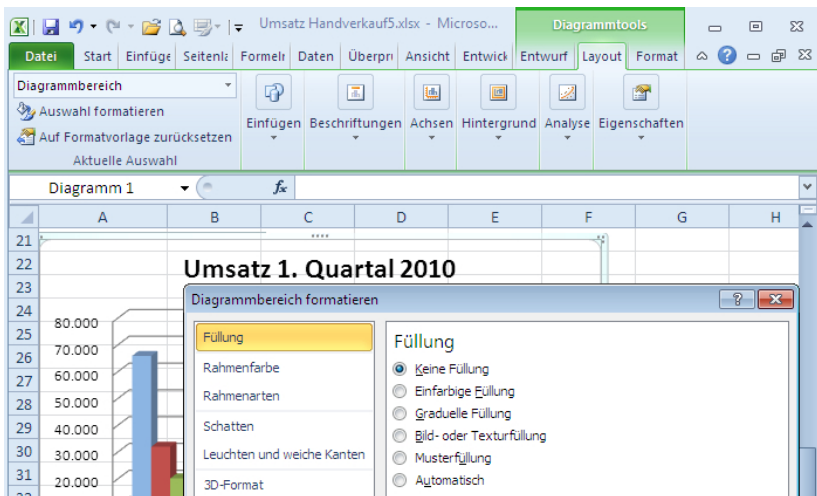 Umsatz Handverkauf5.xlsx - Microso...
Diagrammtools
Datei Start Einfüge Seitenla Formeln Daten Überprü Ansicht Entwick Entwurf Layout Format
Diagrammbereich
Auswahl formatieren
Auf Formatvorlage zurücksetzen
Aktuelle Auswahl
Einfügen Beschriftungen Achsen Hintergrund Analyse Eigenschaften
Diagramm 1
fx
A B C D E F G H
21
22
23
24
25
26
27
28
29
30
31
Umsatz 1. Quartal 2010
80.000
70.000
60.000
50.000
40.000
30.000
20.000
Diagrammbereich formatieren
Füllung
Rahmenfarbe
Rahmenarten
Schatten
Leuchten und weiche Kanten
3D-Format
Füllung
Keine Füllung
Einfarbige Füllung
Graduelle Füllung
Bild- oder Texturfüllung
Musterfüllung
Automatisch